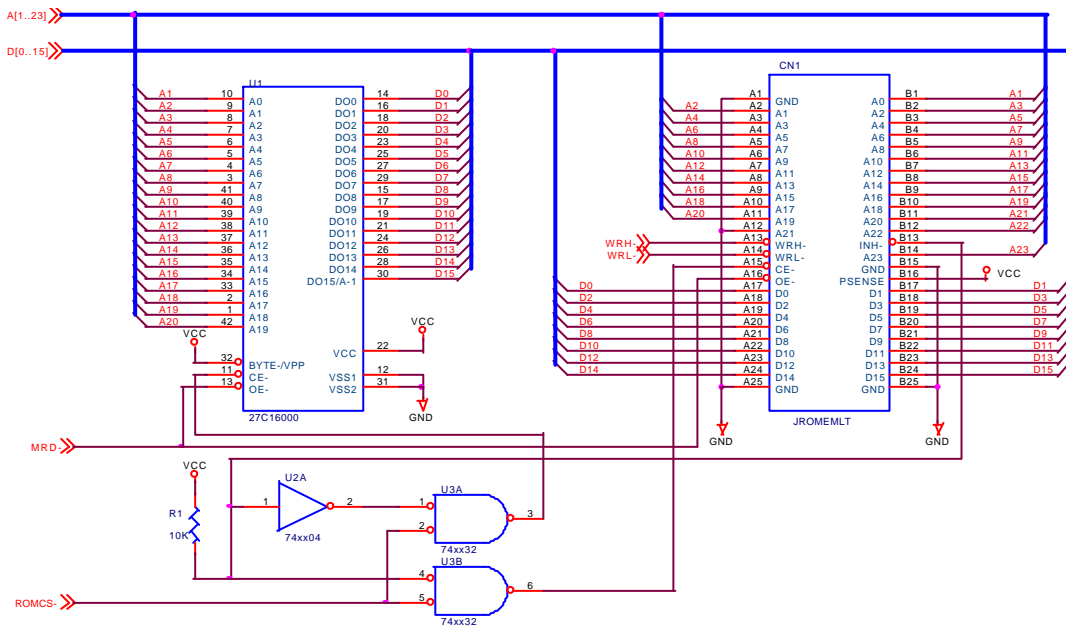 A[1..23]
D[0..15]
U1
A1 10 A0 DO0 14 D0
A2 9 A1 DO1 16 D1
A3 8 A2 DO2 18 D2
A4 7 A3 DO3 20 D3
A5 6 A4 DO4 23 D4
A6 5 A5 DO5 25 D5
A7 4 A6 DO6 27 D6
A8 3 A7 DO7 29 D7
A9 41 A8 DO8 15 D8
A10 40 A9 DO9 17 D9
A11 39 A10 DO10 19 D10
A12 38 A11 DO11 21 D11
A13 37 A12 DO12 24 D12
A14 36 A13 DO13 26 D13
A15 35 A14 DO14 28 D14
A16 34 A15 DO15/A-1 30 D15
A17 33 A16
A18 2 A17
A19 1 A18
A20 42 A19
VCC
VCC
VCC 22
32 BYTE-/VPP
11 CE- VSS1 12
13 OE- VSS2 31
27C16000
GND
CN1
A1 GND A0 B1 A1
A2 A2 A1 A2 B2 A3
A4 A3 A3 A4 B3 A5
A6 A4 A5 A6 B4 A7
A8 A5 A7 A8 B5 A9
A10 A6 A9 A10 B6 A11
A12 A7 A11 A12 B7 A13
A14 A8 A13 A14 B8 A15
A16 A9 A15 A16 B9 A17
A18 A10 A17 A18 B10 A19
A20 A11 A19 A20 B11 A21
A12 A21 A22 B12 A22
WRH- A13 WRH- INH- B13
WRL- A14 WRL- A23 B14 A23
A15 CE- GND B15
A16 OE- PSENSE B16 VCC
D0 A17 D0 D1 B17 D1
D2 A18 D2 D3 B18 D3
D4 A19 D4 D5 B19 D5
D6 A20 D6 D7 B20 D7
D8 A21 D8 D9 B21 D9
D10 A22 D10 D11 B22 D11
D12 A23 D12 D13 B23 D13
D14 A24 D14 D15 B24 D15
A25 GND GND B25
JROMEMLT
GND
GND
MRD-
VCC
R1
10K
U2A
1 2
74xx04
U3A
1
2
3
74xx32
U3B
4
5
6
74xx32
ROMCS-